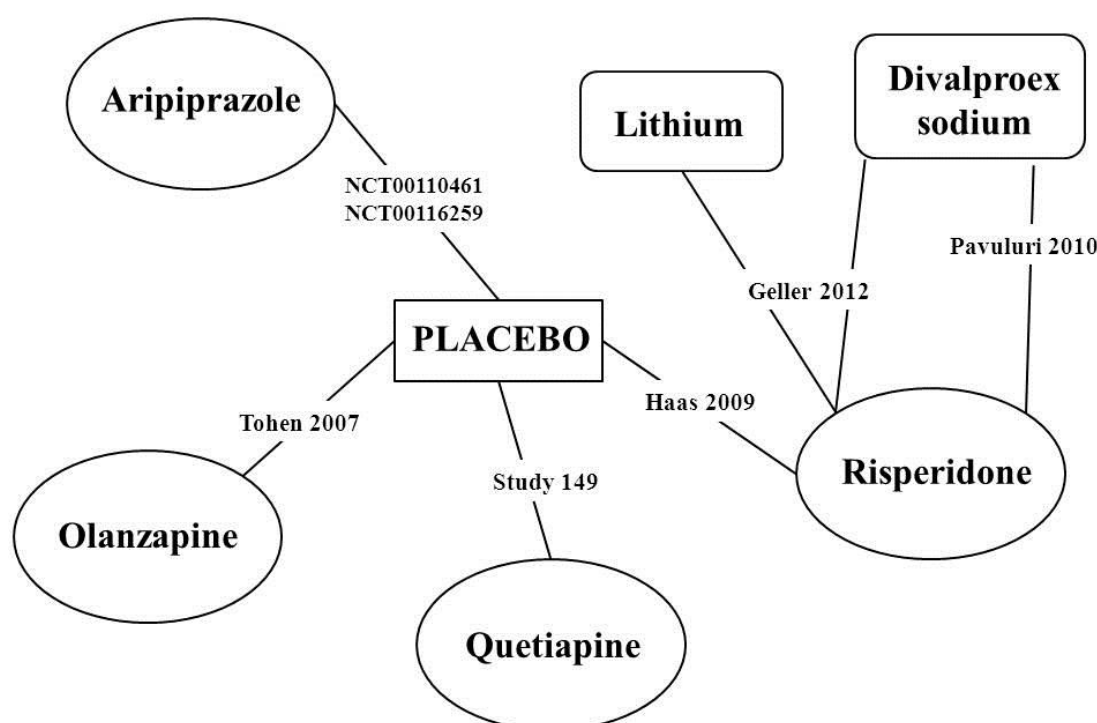 Aripiprazole
Lithium
Divalproex
sodium
NCT00110461
NCT00116259
Pavuluri 2010
Geller 2012
PLACEBO
Haas 2009
Tohen 2007
Risperidone
Study 149
Olanzapine
Quetiapine